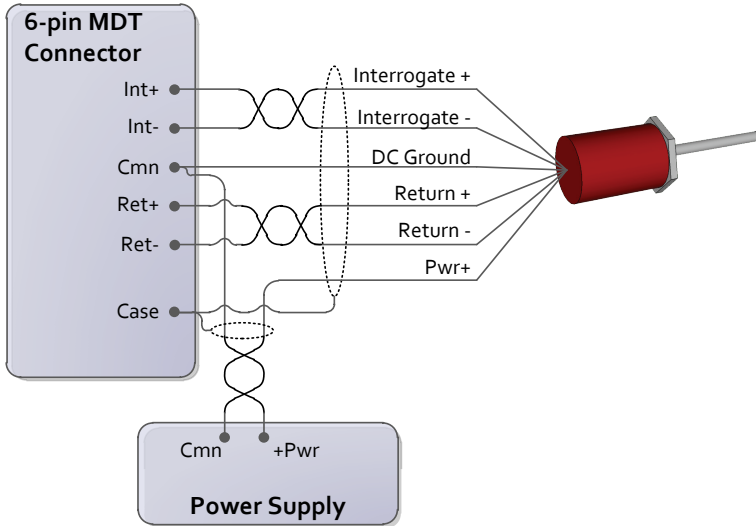 6-pin MDT
Connector
Int+
Int-
Cmn
Ret+
Ret-
Case
Interrogate +
Interrogate -
DC Ground
Return +
Return -
Pwr+
Cmn
+Pwr
Power Supply